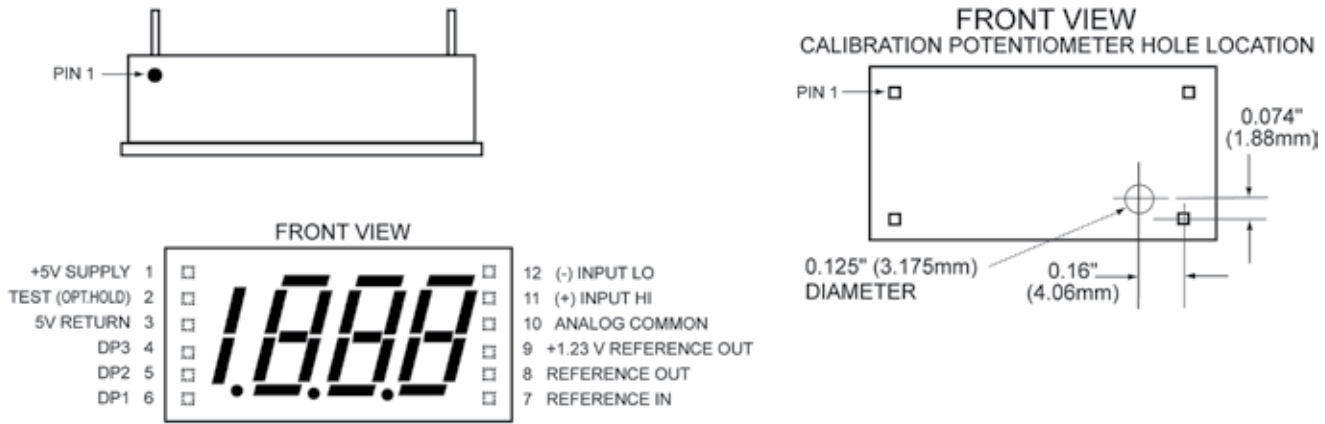 PIN 1
FRONT VIEW
+5V SUPPLY 1
TEST (OPT.HOLD) 2
5V RETURN 3
DP3 4
DP2 5
DP1 6
12 (-) INPUT LO
11 (+) INPUT HI
10 ANALOG COMMON
9 +1.23 V REFERENCE OUT
8 REFERENCE OUT
7 REFERENCE IN
1.8.8.8
FRONT VIEW
CALIBRATION POTENTIOMETER HOLE LOCATION
PIN 1
0.074"
(1.88mm)
0.125" (3.175mm)
DIAMETER
0.16"
(4.06mm)